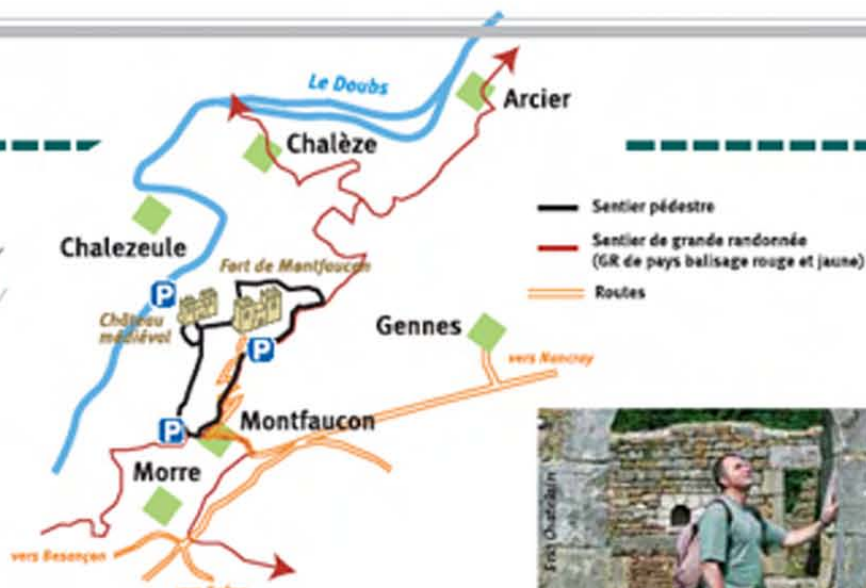 Le Doubs
Arcier
Chalèze
Sentier pédestre
Chalezeule
Sentier de grande randonnée
(GR de pays balisage rouge et jaune)
Fort de Montfaucon
P
Routes
Château
médiéval
Gennes
P
vers Nancray
Montfaucon
P
Morre
vers Besançon